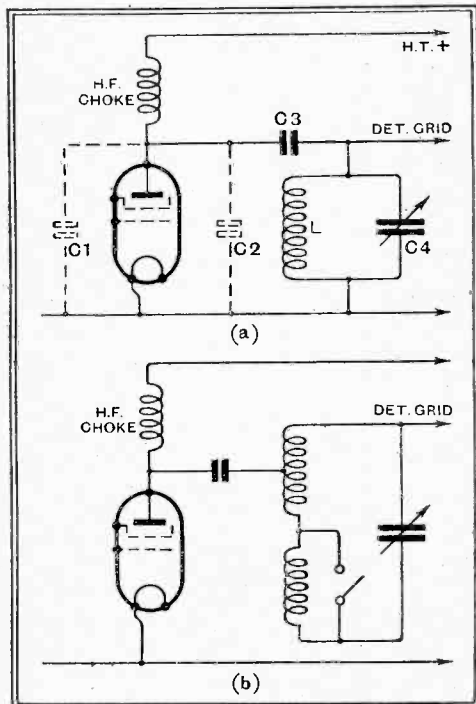 H.T.+
H.F.
CHOKE
C3
DET. GRID
C1
C2
L
C4
(a)
H.F.
CHOKE
DET. GRID
(b)